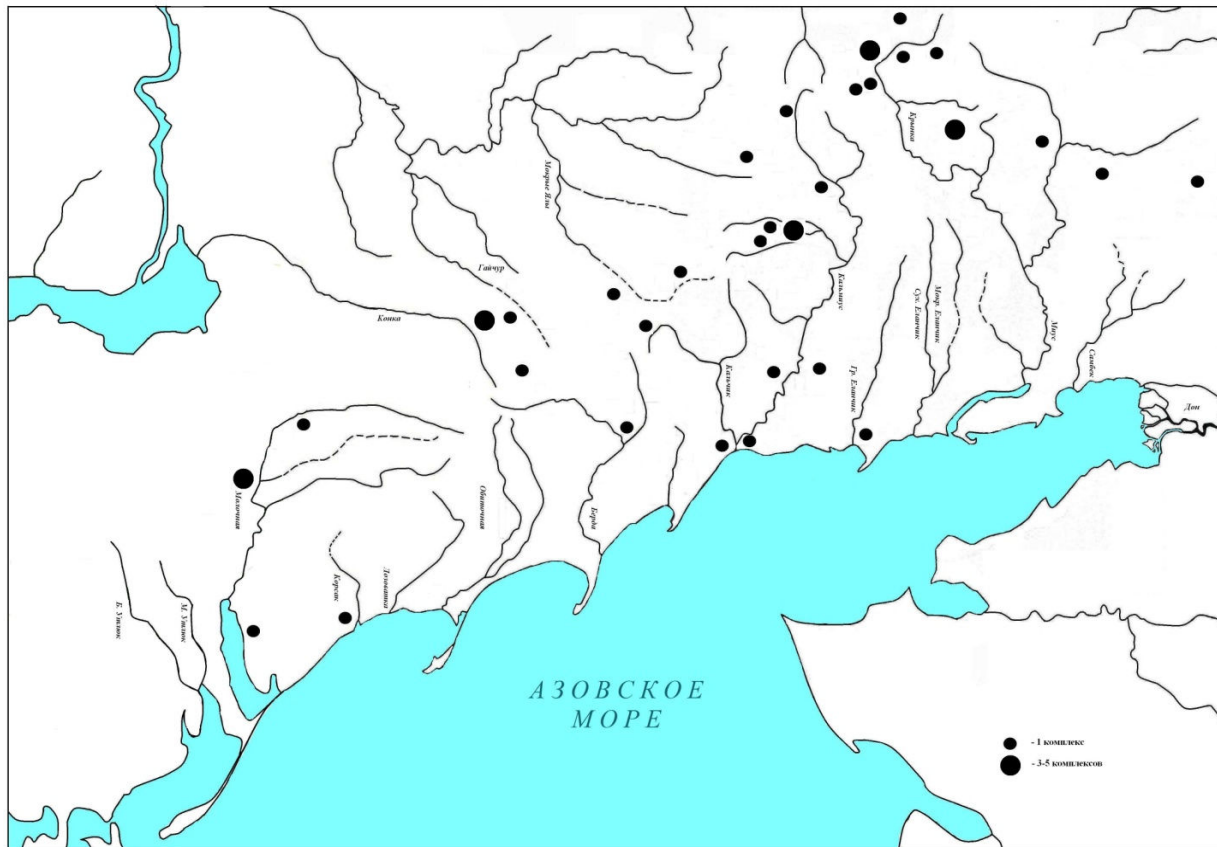 Крынка
Мокрые Ялы
Гайчур
Конка
Кальмиус
Сух. Еланчик
Мокр. Еланчик
Миус
Самбек
Кальчик
Гр. Еланчик
Дон
Молочная
Обиточная
Берда
Корсак
Лозоватка
Б. Утлюк
М. Утлюк
АЗОВСКОЕ
МОРЕ
- 1 комплекс
- 3-5 комплексов